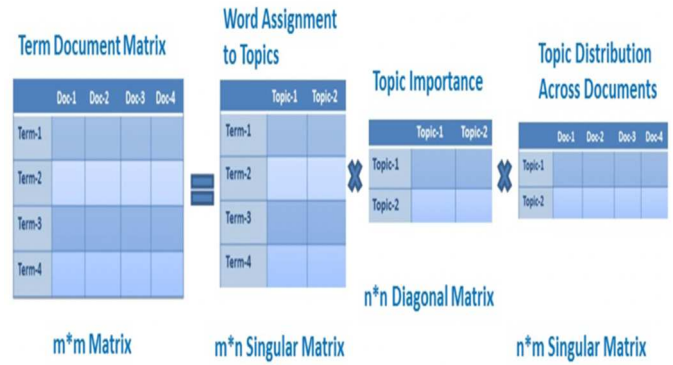 Term Document Matrix
Doc-1 Doc-2 Doc-3 Doc-4
Term-1
Term-2
Term-3
Term-4
m*m Matrix
Word Assignment
to Topics
Topic-1 Topic-2
Term-1
Term-2
Term-3
Term-4
m*n Singular Matrix
Topic Importance
Topic-1 Topic-2
Topic-1
Topic-2
n*n Diagonal Matrix
Topic Distribution
Across Documents
Doc-1 Doc-2 Doc-3 Doc-4
Topic-1
Topic-2
n*m Singular Matrix